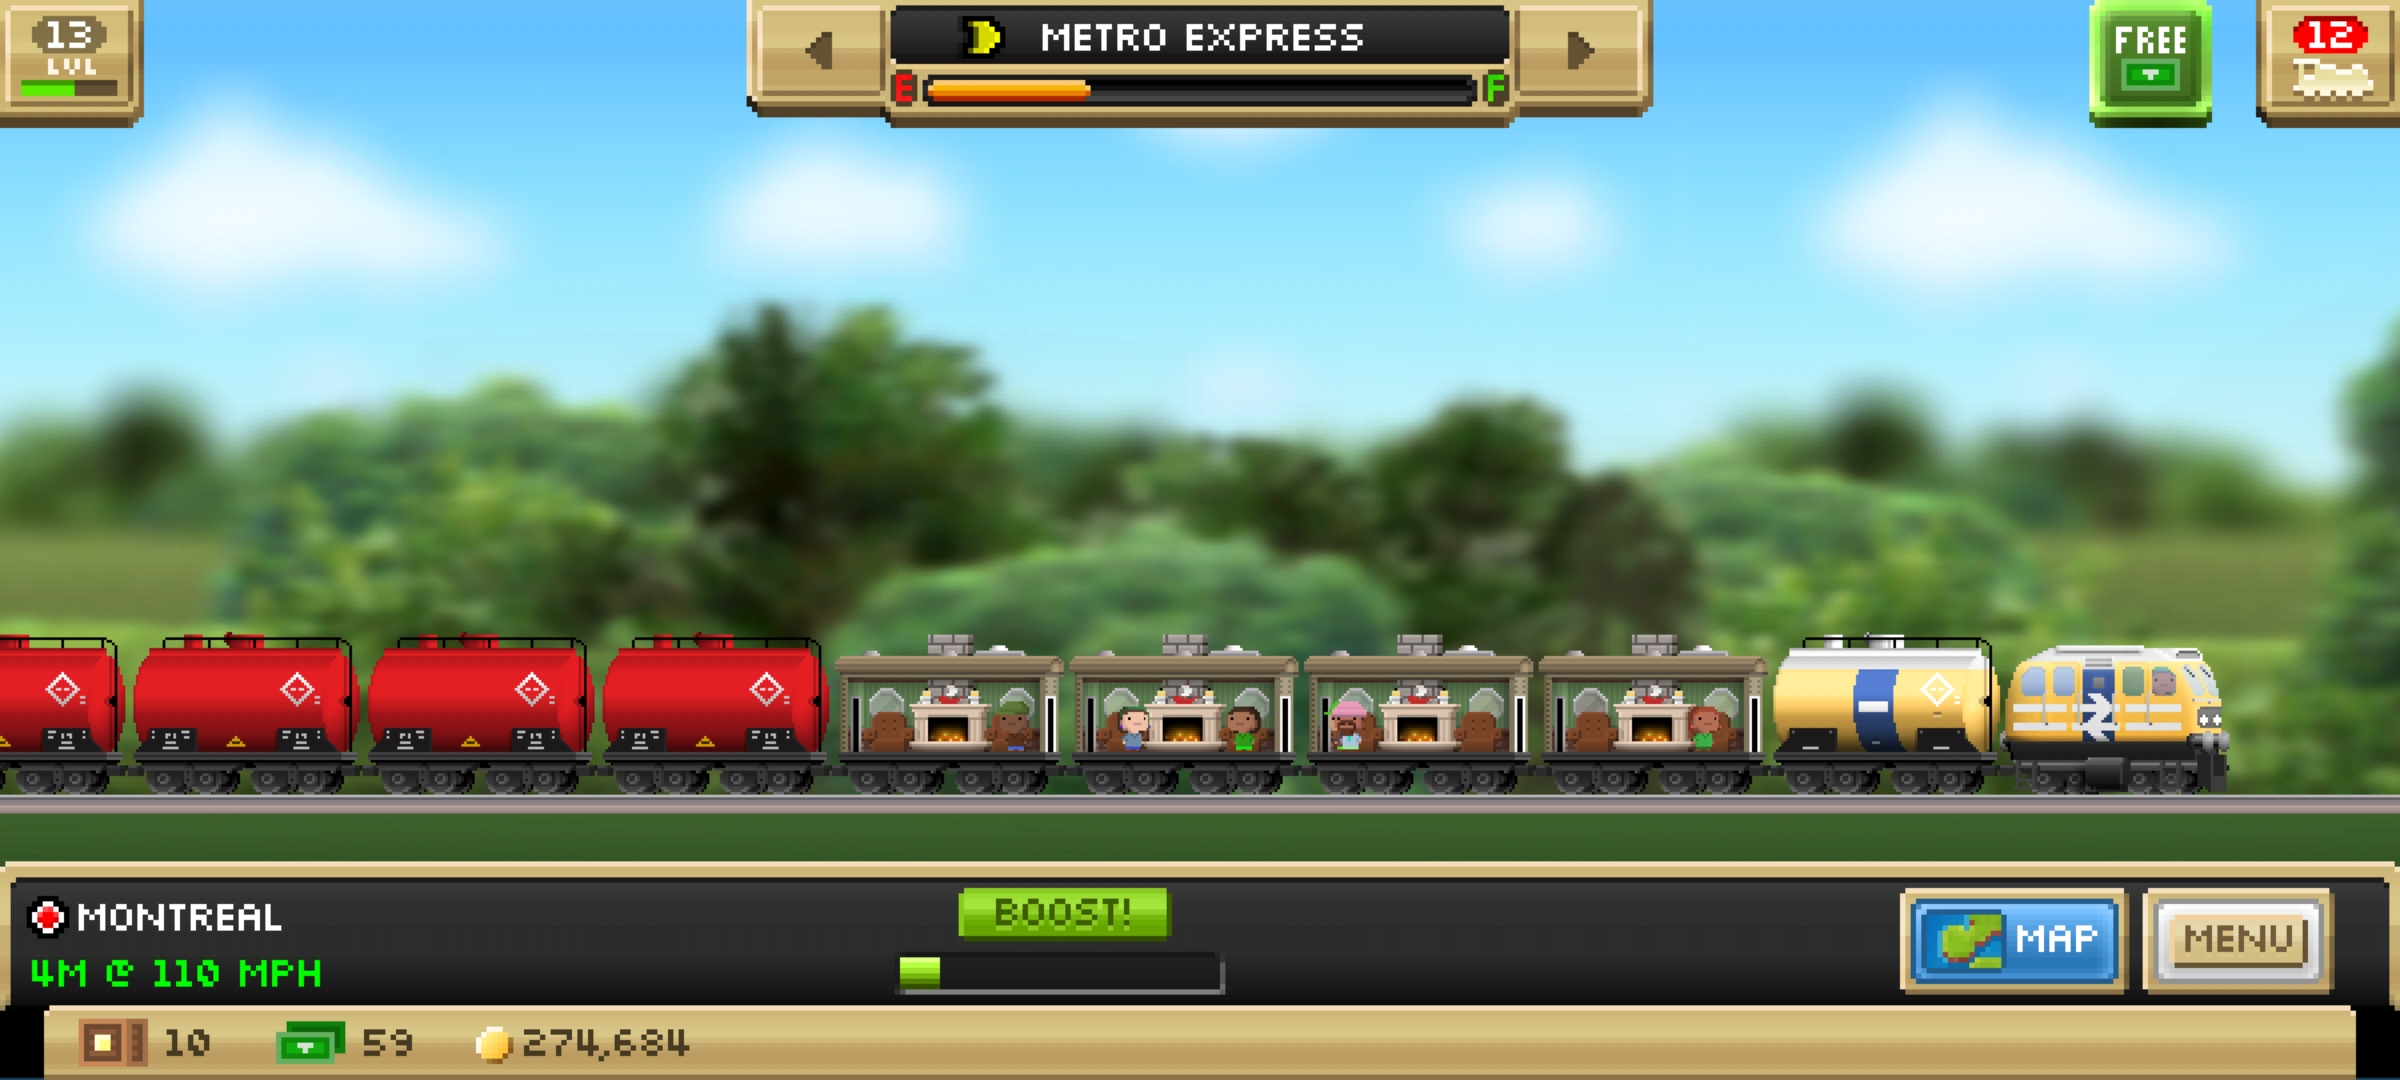 13
LVL
METRO EXPRESS
E F
FREE
12
MONTREAL
4M @ 110 MPH
BOOST!
MAP
MENU
10
59
274,684